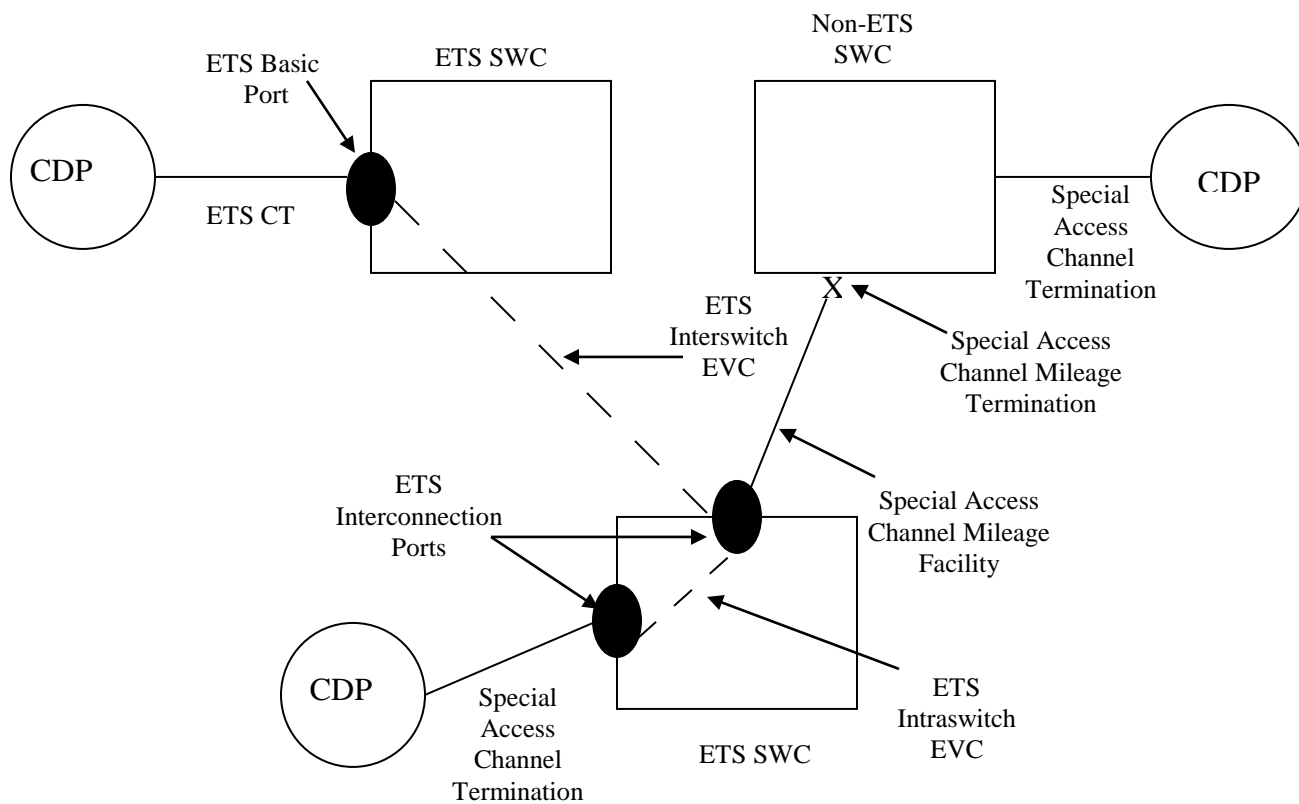 Non-ETS
SWC
ETS Basic
Port
ETS SWC
CDP
ETS CT
CDP
Special
Access
Channel
Termination
X
ETS
Interswitch
EVC
Special Access
Channel Mileage
Termination
ETS
Interconnection
Ports
Special Access
Channel Mileage
Facility
CDP
Special
Access
Channel
Termination
ETS SWC
ETS
Intraswitch
EVC